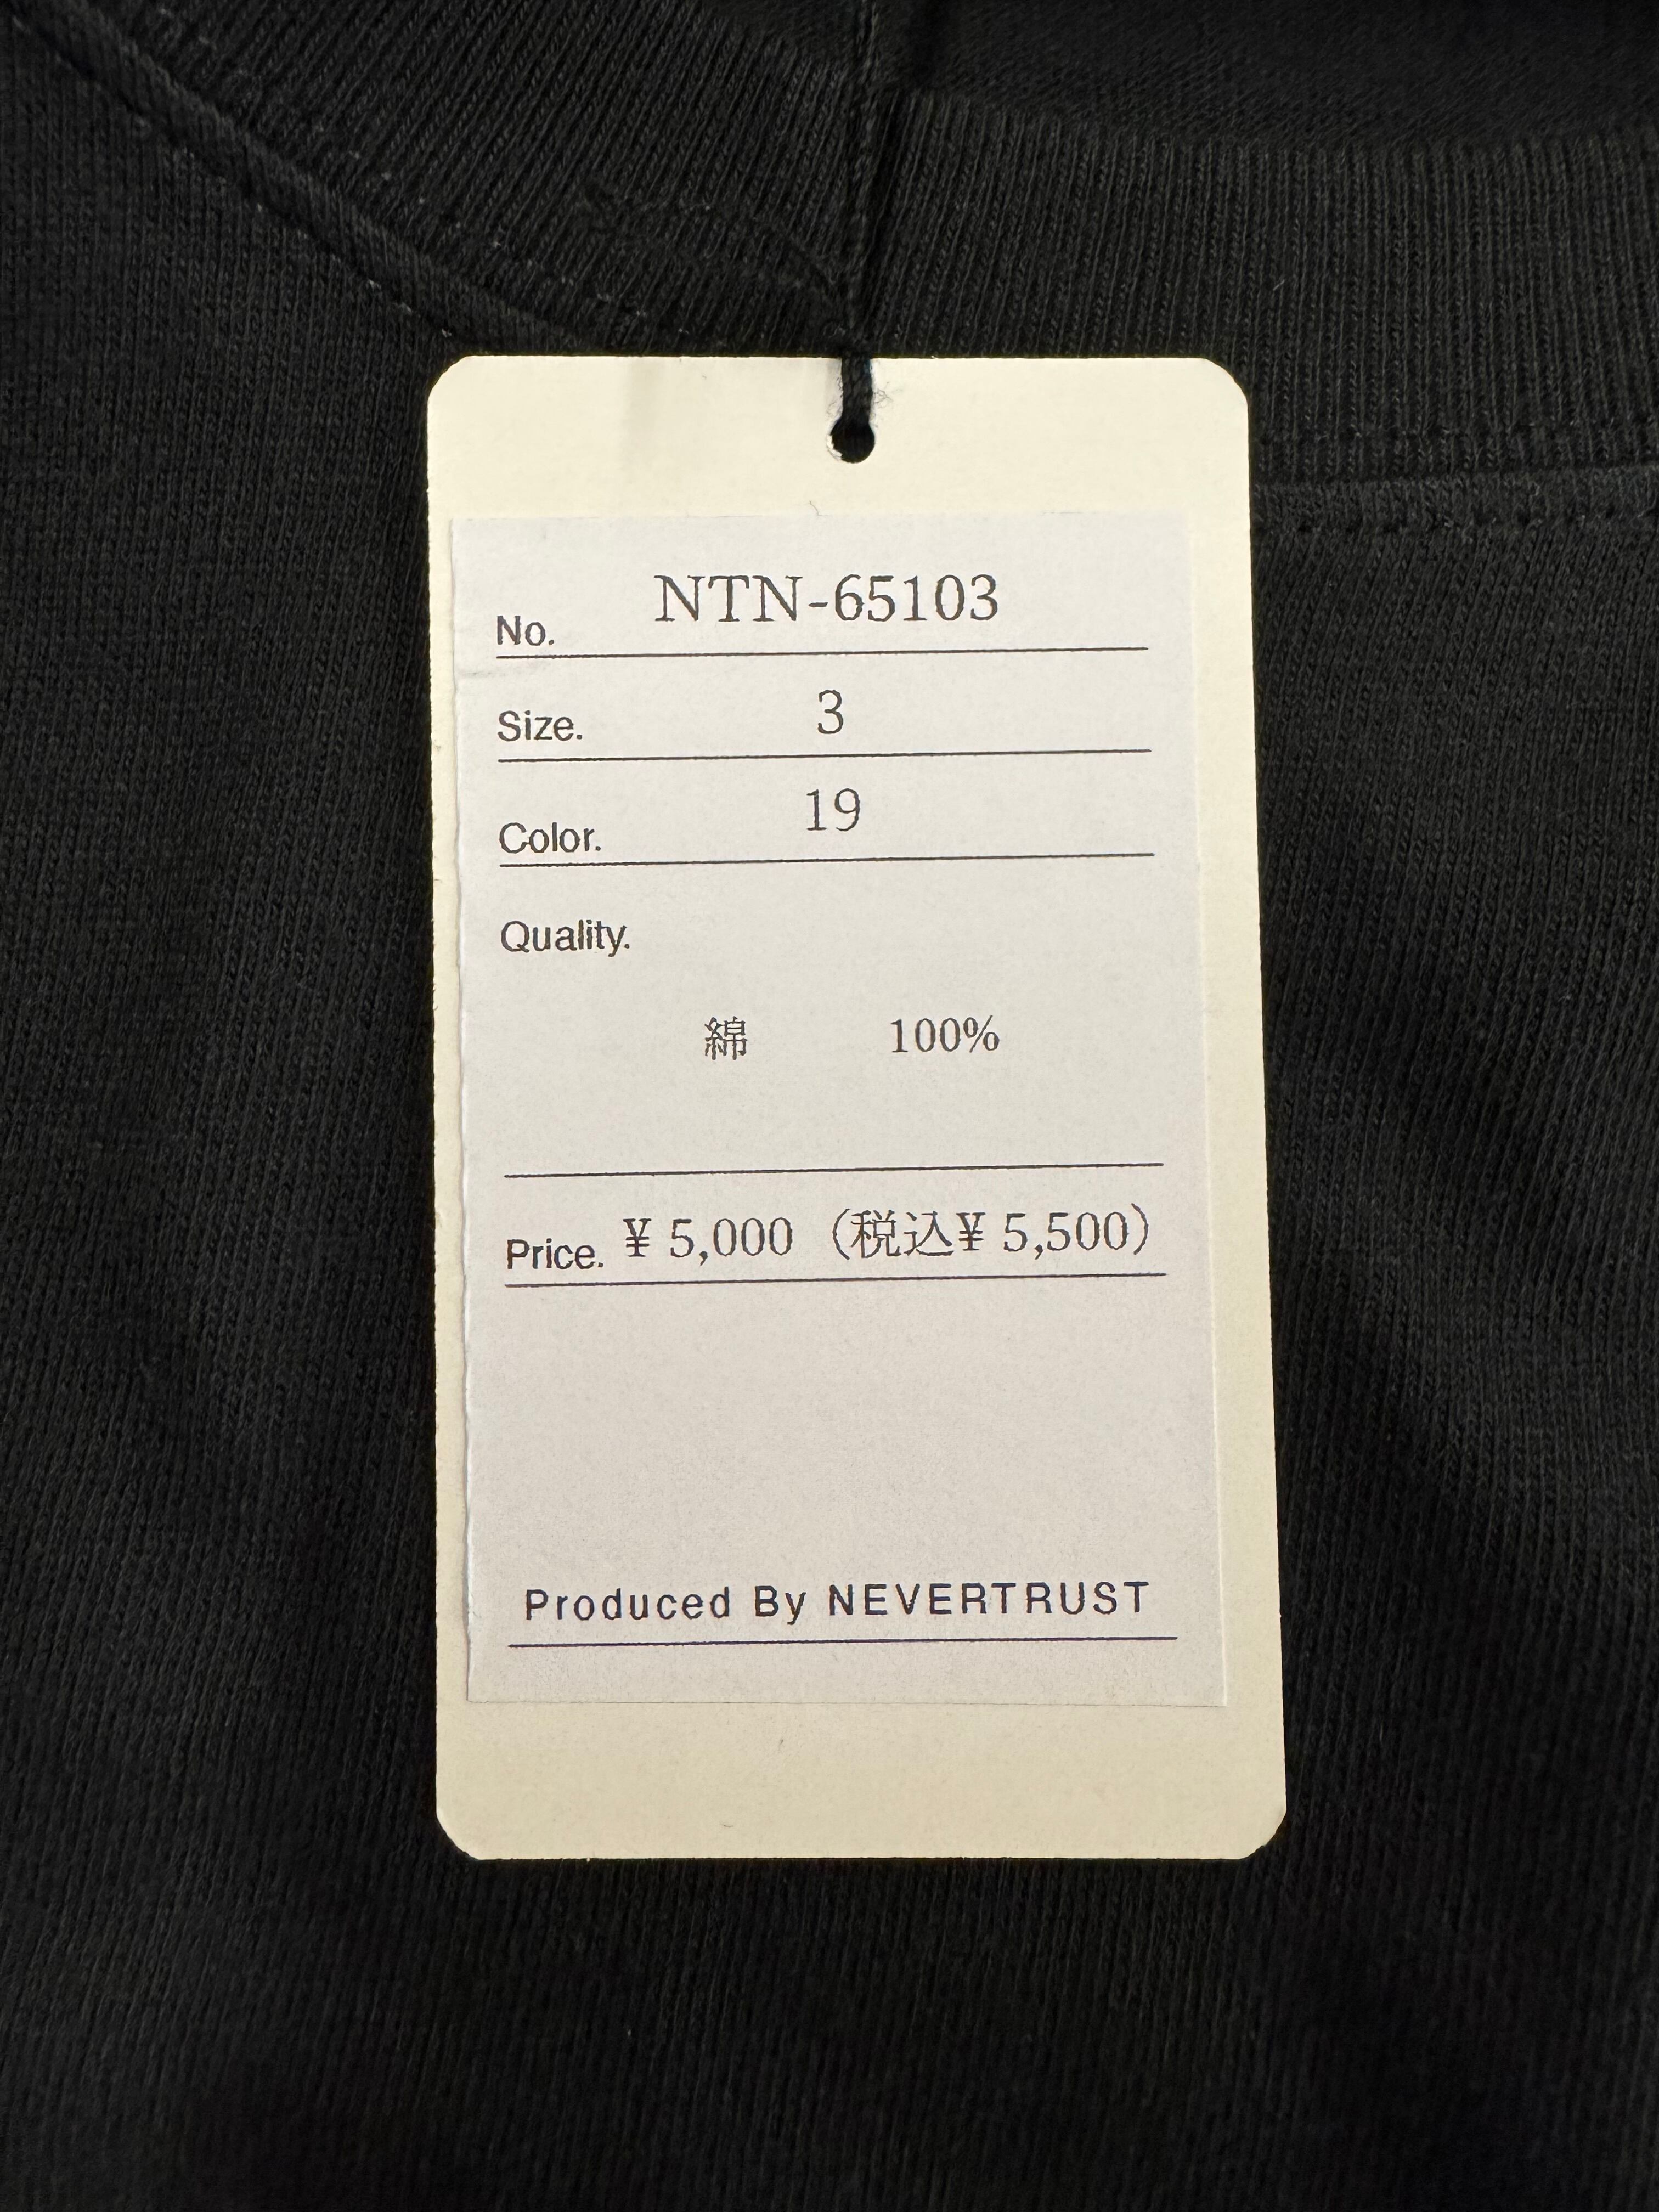 No. NTN-65103
Size. 3
Color. 19
Quality.
綿 100%
Price. ¥ 5,000 (税込¥ 5,500)
Produced By NEVERTRUST